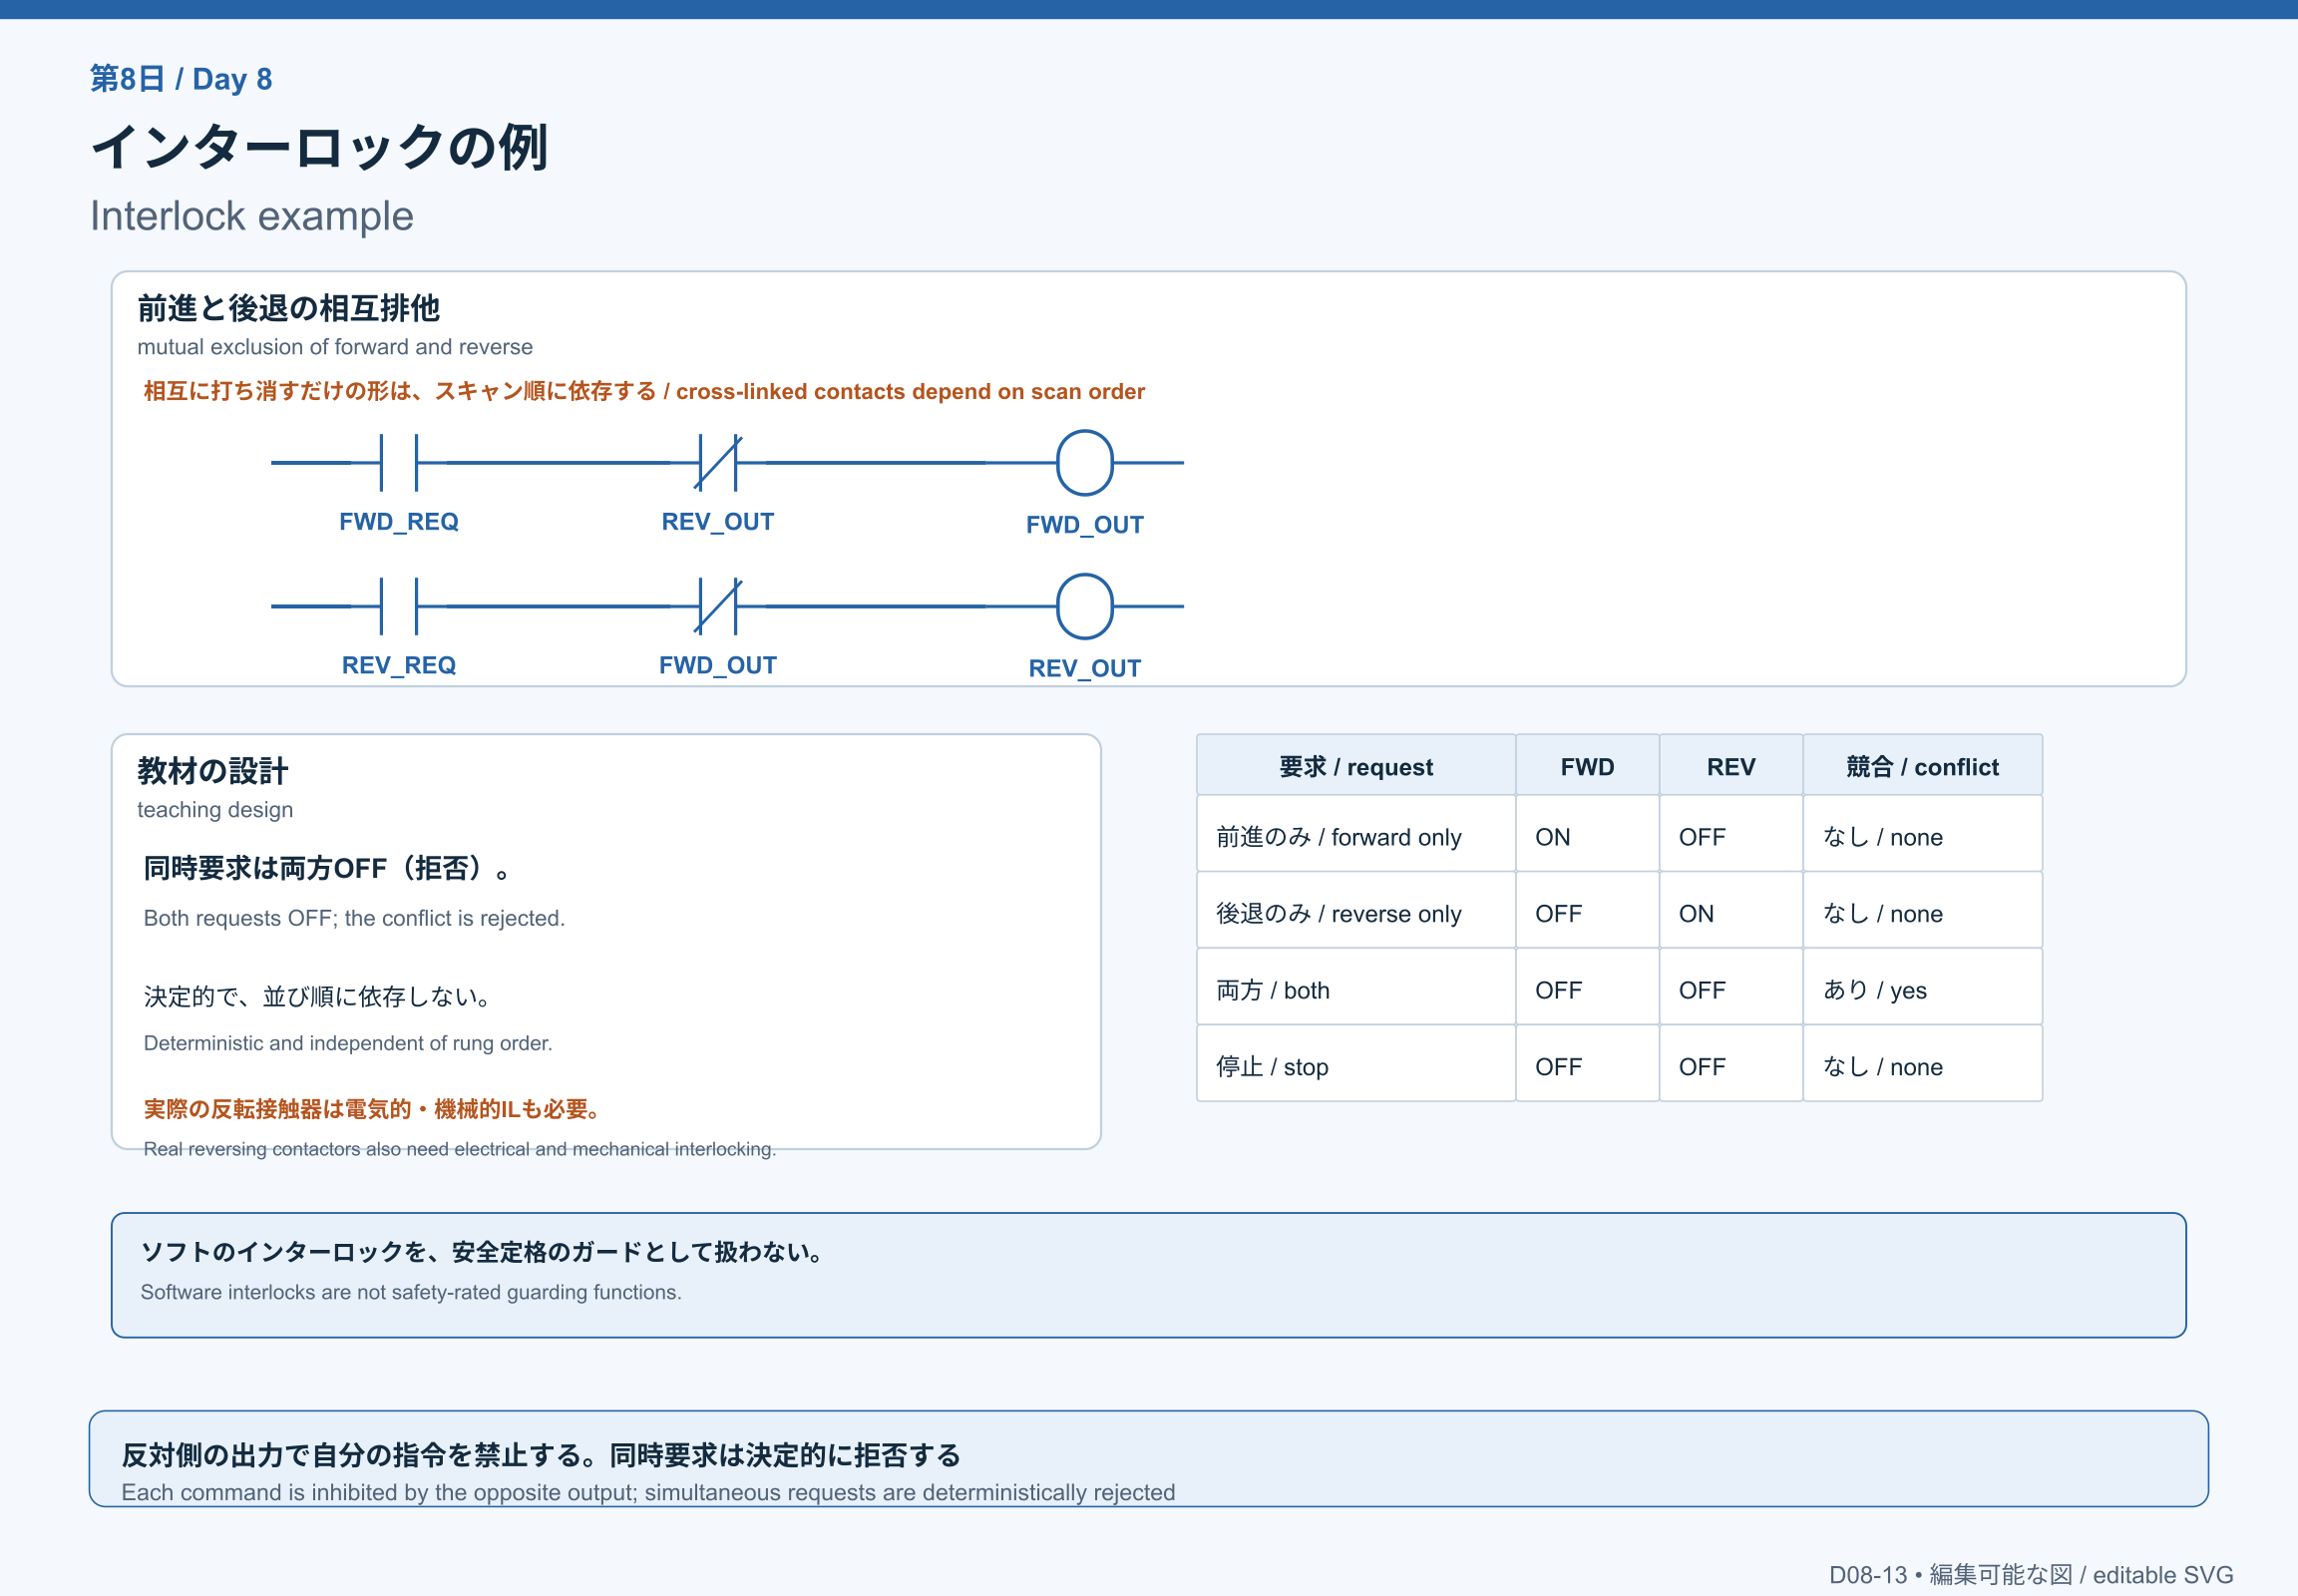 第8日 / Day 8
インターロックの例
Interlock example
前進と後退の相互排他
mutual exclusion of forward and reverse
相互に打ち消すだけの形は、スキャン順に依存する / cross-linked contacts depend on scan order
FWD_REQ REV_OUT FWD_OUT
REV_REQ FWD_OUT REV_OUT
教材の設計
teaching design
同時要求は両方OFF（拒否）。
Both requests OFF; the conflict is rejected.
決定的で、並び順に依存しない。
Deterministic and independent of rung order.
実際の反転接触器は電気的・機械的ILも必要。
Real reversing contactors also need electrical and mechanical interlocking.
要求 / request FWD REV 競合 / conflict
前進のみ / forward only ON OFF なし / none
後退のみ / reverse only OFF ON なし / none
両方 / both OFF OFF あり / yes
停止 / stop OFF OFF なし / none
ソフトのインターロックを、安全定格のガードとして扱わない。
Software interlocks are not safety-rated guarding functions.
反対側の出力で自分の指令を禁止する。同時要求は決定的に拒否する
Each command is inhibited by the opposite output; simultaneous requests are deterministically rejected
D08-13 • 編集可能な図 / editable SVG